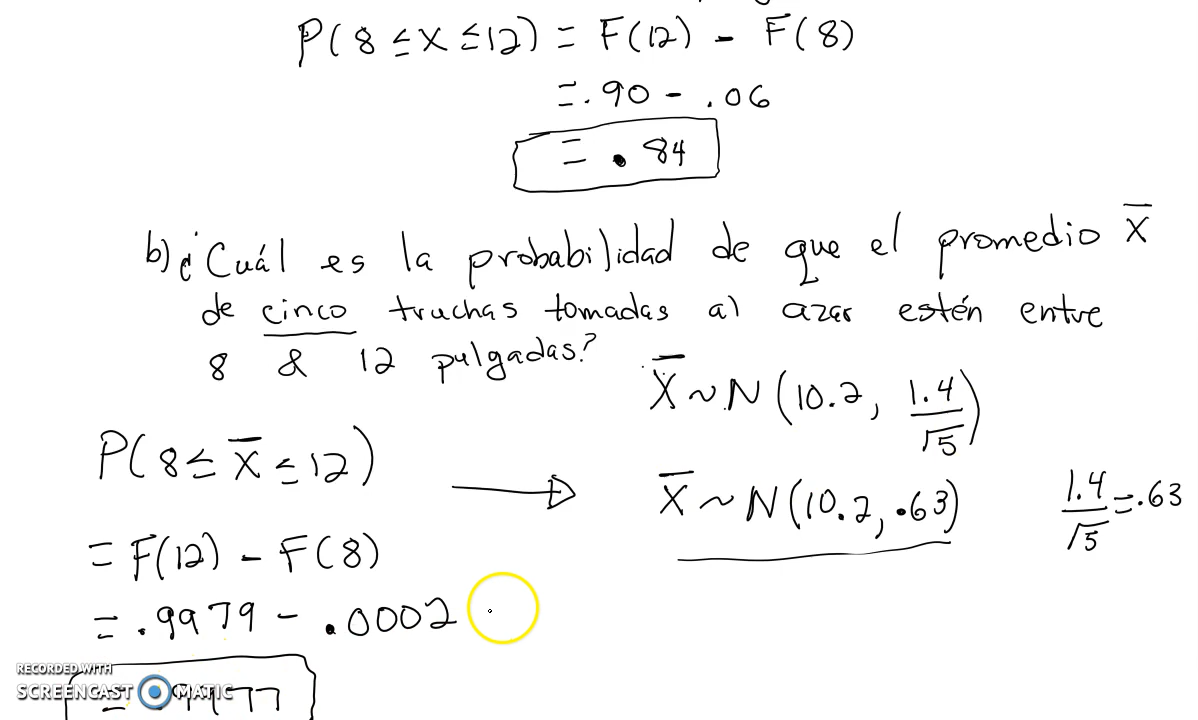 P(8 ≤ X ≤ 12) = F(12) - F(8)
= .90 - .06
= .84
b) ¿Cuál es la probabilidad de que el promedio X̄
de cinco truchas tomadas al azar estén entre
8 & 12 pulgadas?
X̄ ~ N(10.2, 1.4/√5)
P(8 ≤ X̄ ≤ 12)
X̄ ~ N(10.2, .63)
1.4/√5 = .63
= F(12) - F(8)
= .9979 - .0002
RECORDED WITH
SCREENCAST MATIC
= .9977